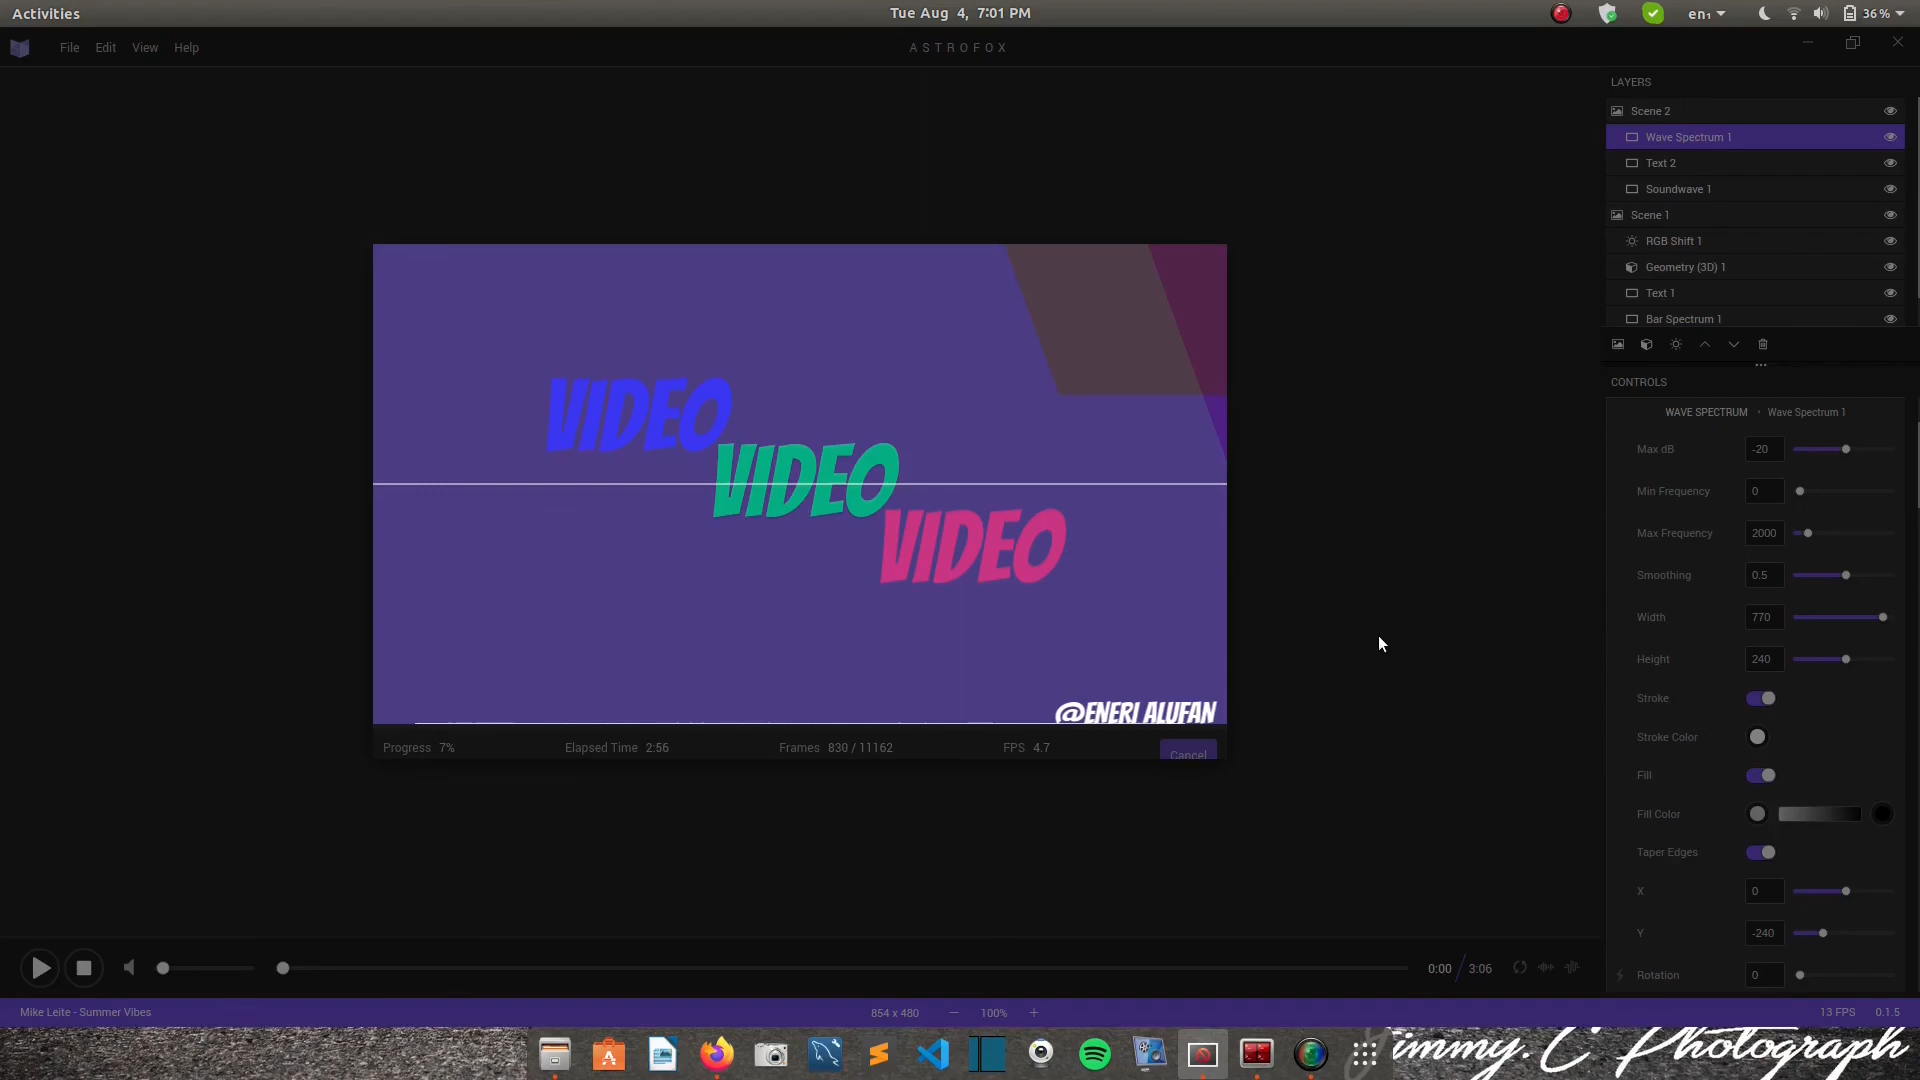 Activities
Tue Aug 4, 7:01 PM
en₁
36%
File Edit View Help
ASTROFOX
LAYERS
Scene 2
Wave Spectrum 1
Text 2
Soundwave 1
Scene 1
RGB Shift 1
Geometry (3D) 1
Text 1
Bar Spectrum 1
CONTROLS
WAVE SPECTRUM • Wave Spectrum 1
Max dB -20
Min Frequency 0
Max Frequency 2000
Smoothing 0.5
Width 770
Height 240
Stroke
Stroke Color
Fill
Fill Color
Taper Edges
X 0
Y -240
Rotation 0
VIDEO
VIDEO
VIDEO
@ENERI ALUFAN
Progress 7% Elapsed Time 2:56 Frames 830 / 11162 FPS 4.7 Cancel
0:00 / 3:06
Mike Leite - Summer Vibes
854 x 480
100%
13 FPS 0.1.5
immy.C Photograph